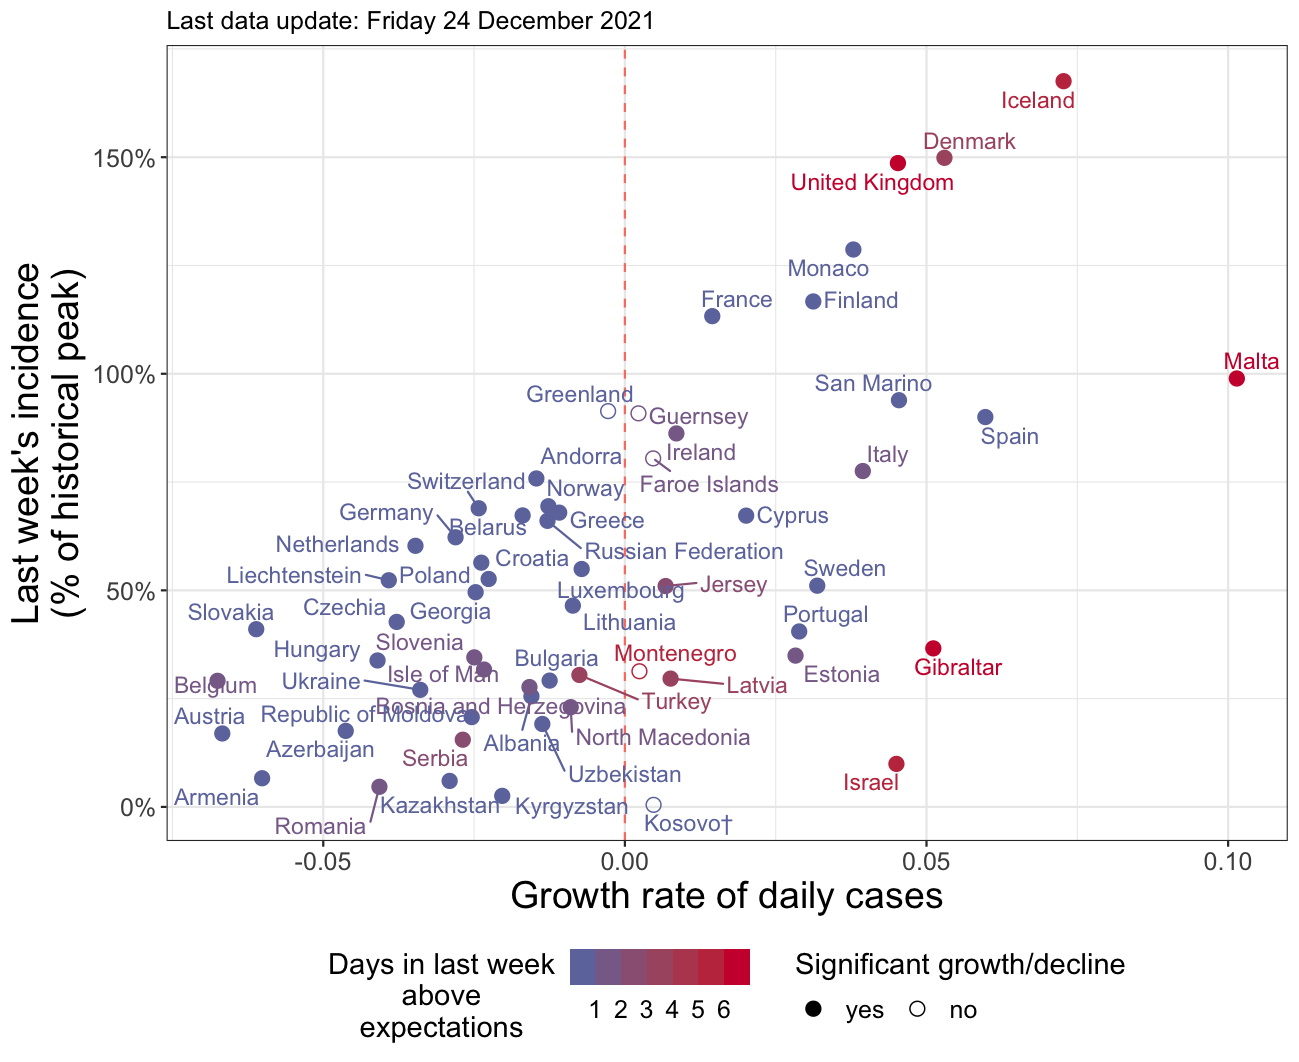 Last data update: Friday 24 December 2021
Last week's incidence
(% of historical peak)
150%
100%
50%
0%
Iceland
Denmark
United Kingdom
Monaco
France
Finland
Malta
San Marino
Greenland
Guernsey
Spain
Ireland
Italy
Andorra
Faroe Islands
Switzerland
Norway
Germany
Belarus
Greece
Cyprus
Netherlands
Croatia
Russian Federation
Liechtenstein
Poland
Luxembourg
Jersey
Sweden
Slovakia
Czechia
Georgia
Lithuania
Portugal
Hungary
Slovenia
Bulgaria
Montenegro
Gibraltar
Belgium
Ukraine
Isle of Man
Latvia
Estonia
Austria
Republic of Moldova
Bosnia and Herzegovina
Turkey
Azerbaijan
Serbia
Albania
North Macedonia
Armenia
Uzbekistan
Israel
Romania
Kazakhstan
Kyrgyzstan
Kosovo†
-0.05
0.00
0.05
0.10
Growth rate of daily cases
Days in last week
above
expectations
1 2 3 4 5 6
Significant growth/decline
yes
no